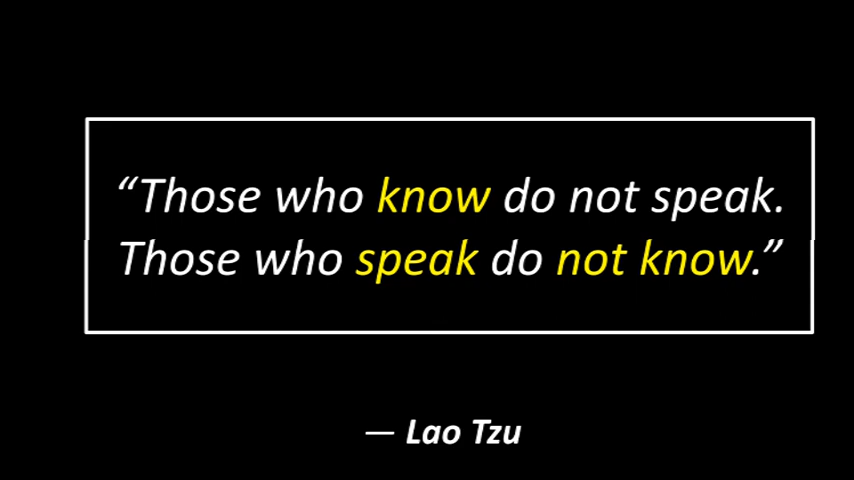 “Those who know do not speak.
Those who speak do not know.”
— Lao Tzu